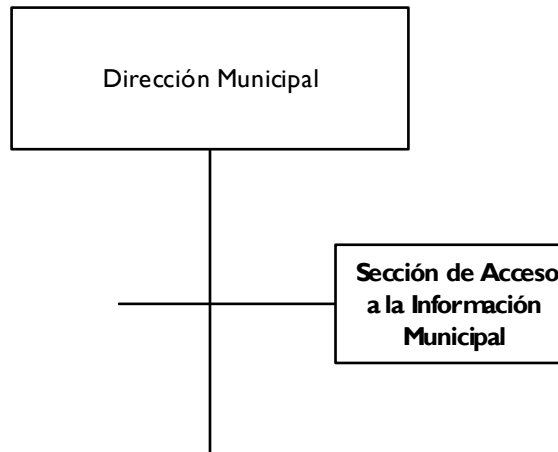 Dirección Municipal
Sección de Acceso
a la Información
Municipal